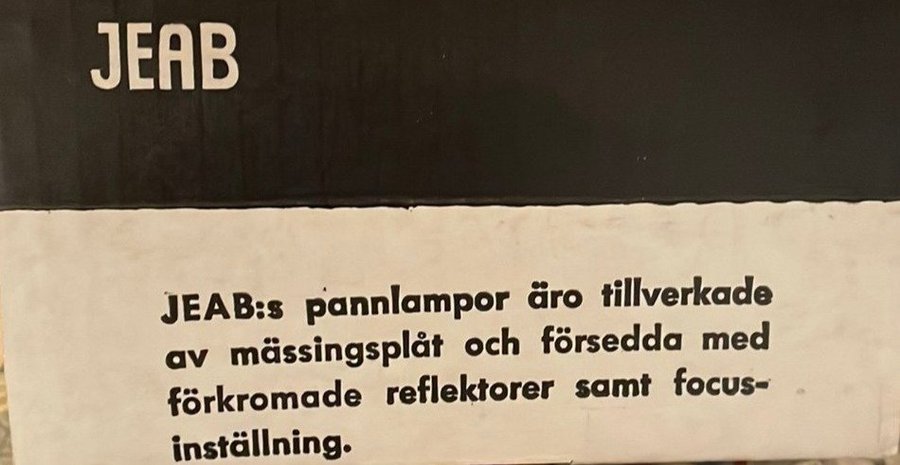 JEAB
JEAB:s pannlampor äro tillverkade
av mässingsplåt och försedda med
förkromade reflektorer samt focus-
inställning.